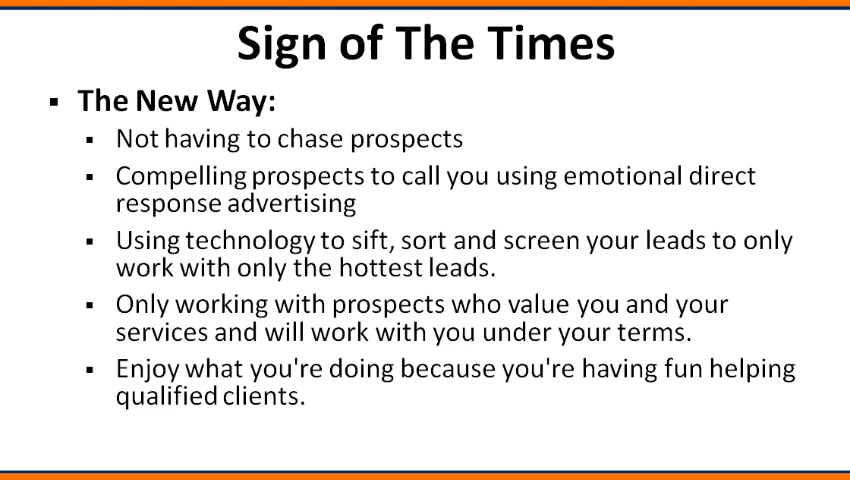 Sign of The Times
▪ The New Way:
▪ Not having to chase prospects
▪ Compelling prospects to call you using emotional direct
response advertising
▪ Using technology to sift, sort and screen your leads to only
work with only the hottest leads.
▪ Only working with prospects who value you and your
services and will work with you under your terms.
▪ Enjoy what you're doing because you're having fun helping
qualified clients.